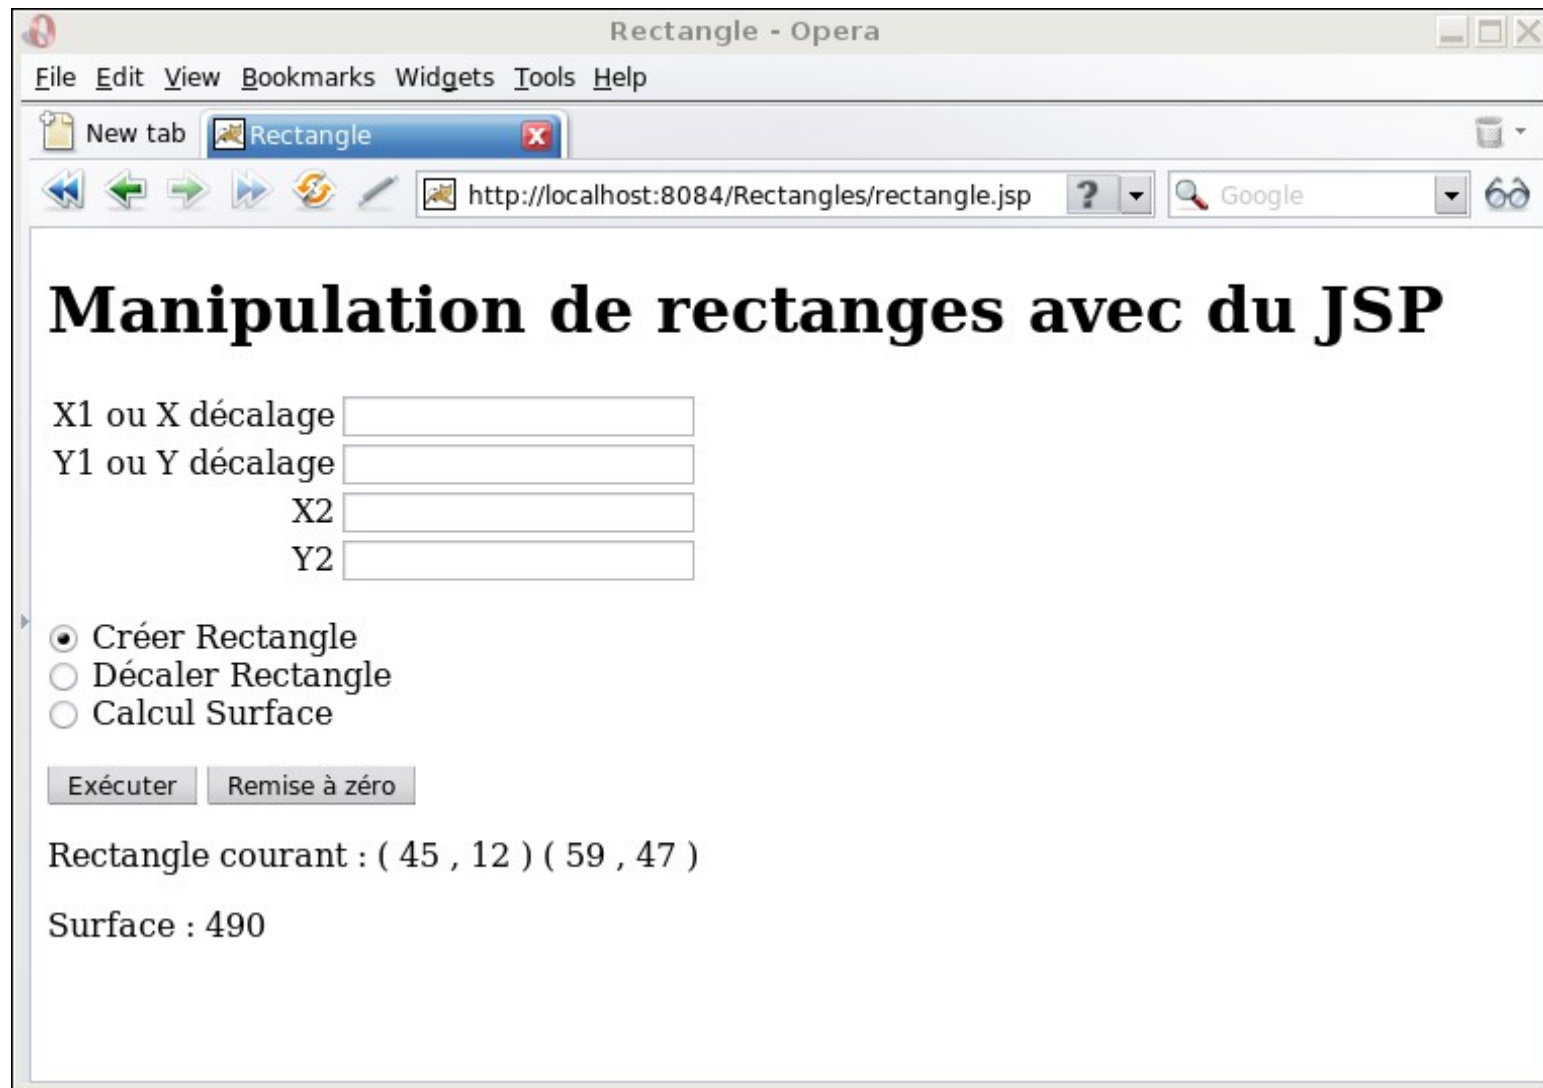 Rectangle - Opera
File Edit View Bookmarks Widgets Tools Help
New tab Rectangle
http://localhost:8084/Rectangles/rectangle.jsp ? Google
Manipulation de rectanges avec du JSP
X1 ou X décalage
Y1 ou Y décalage
X2
Y2
Créer Rectangle
Décaler Rectangle
Calcul Surface
Exécuter Remise à zéro
Rectangle courant : ( 45 , 12 ) ( 59 , 47 )
Surface : 490